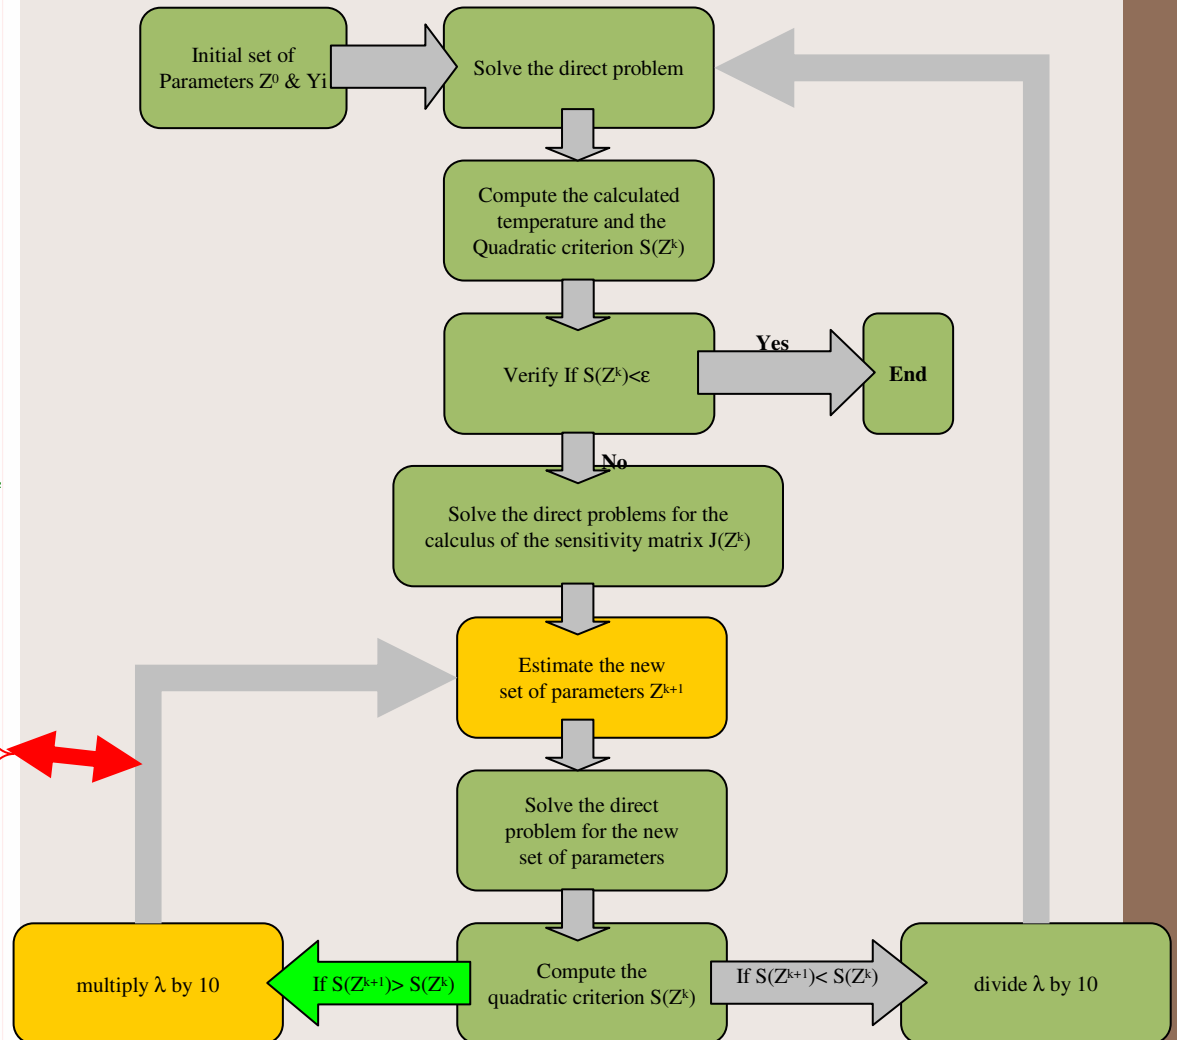 Initial set of
Parameters Z⁰ & Yi
Solve the direct problem
Compute the calculated
temperature and the
Quadratic criterion S(Zᵏ)
Verify If S(Zᵏ)<ε
Yes
End
No
Solve the direct problems for the
calculus of the sensitivity matrix J(Zᵏ)
Estimate the new
set of parameters Zᵏ⁺¹
Solve the direct
problem for the new
set of parameters
multiply λ by 10
If S(Zᵏ⁺¹)> S(Zᵏ)
Compute the
quadratic criterion S(Zᵏ)
If S(Zᵏ⁺¹)< S(Zᵏ)
divide λ by 10